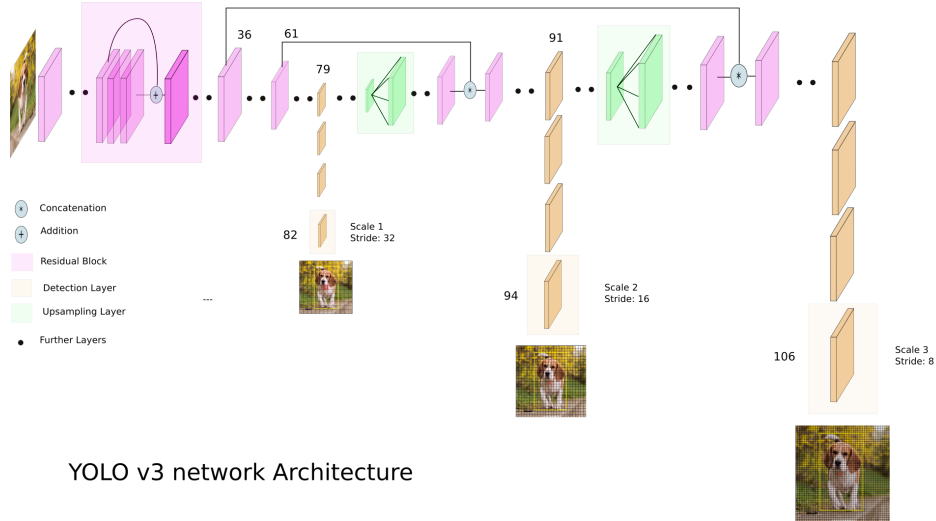 36
61
79
91
*
+
*
Concatenation
*
Addition
+
Residual Block
Detection Layer
Upsampling Layer
Further Layers
---
82
Scale 1
Stride: 32
94
Scale 2
Stride: 16
106
Scale 3
Stride: 8
YOLO v3 network Architecture